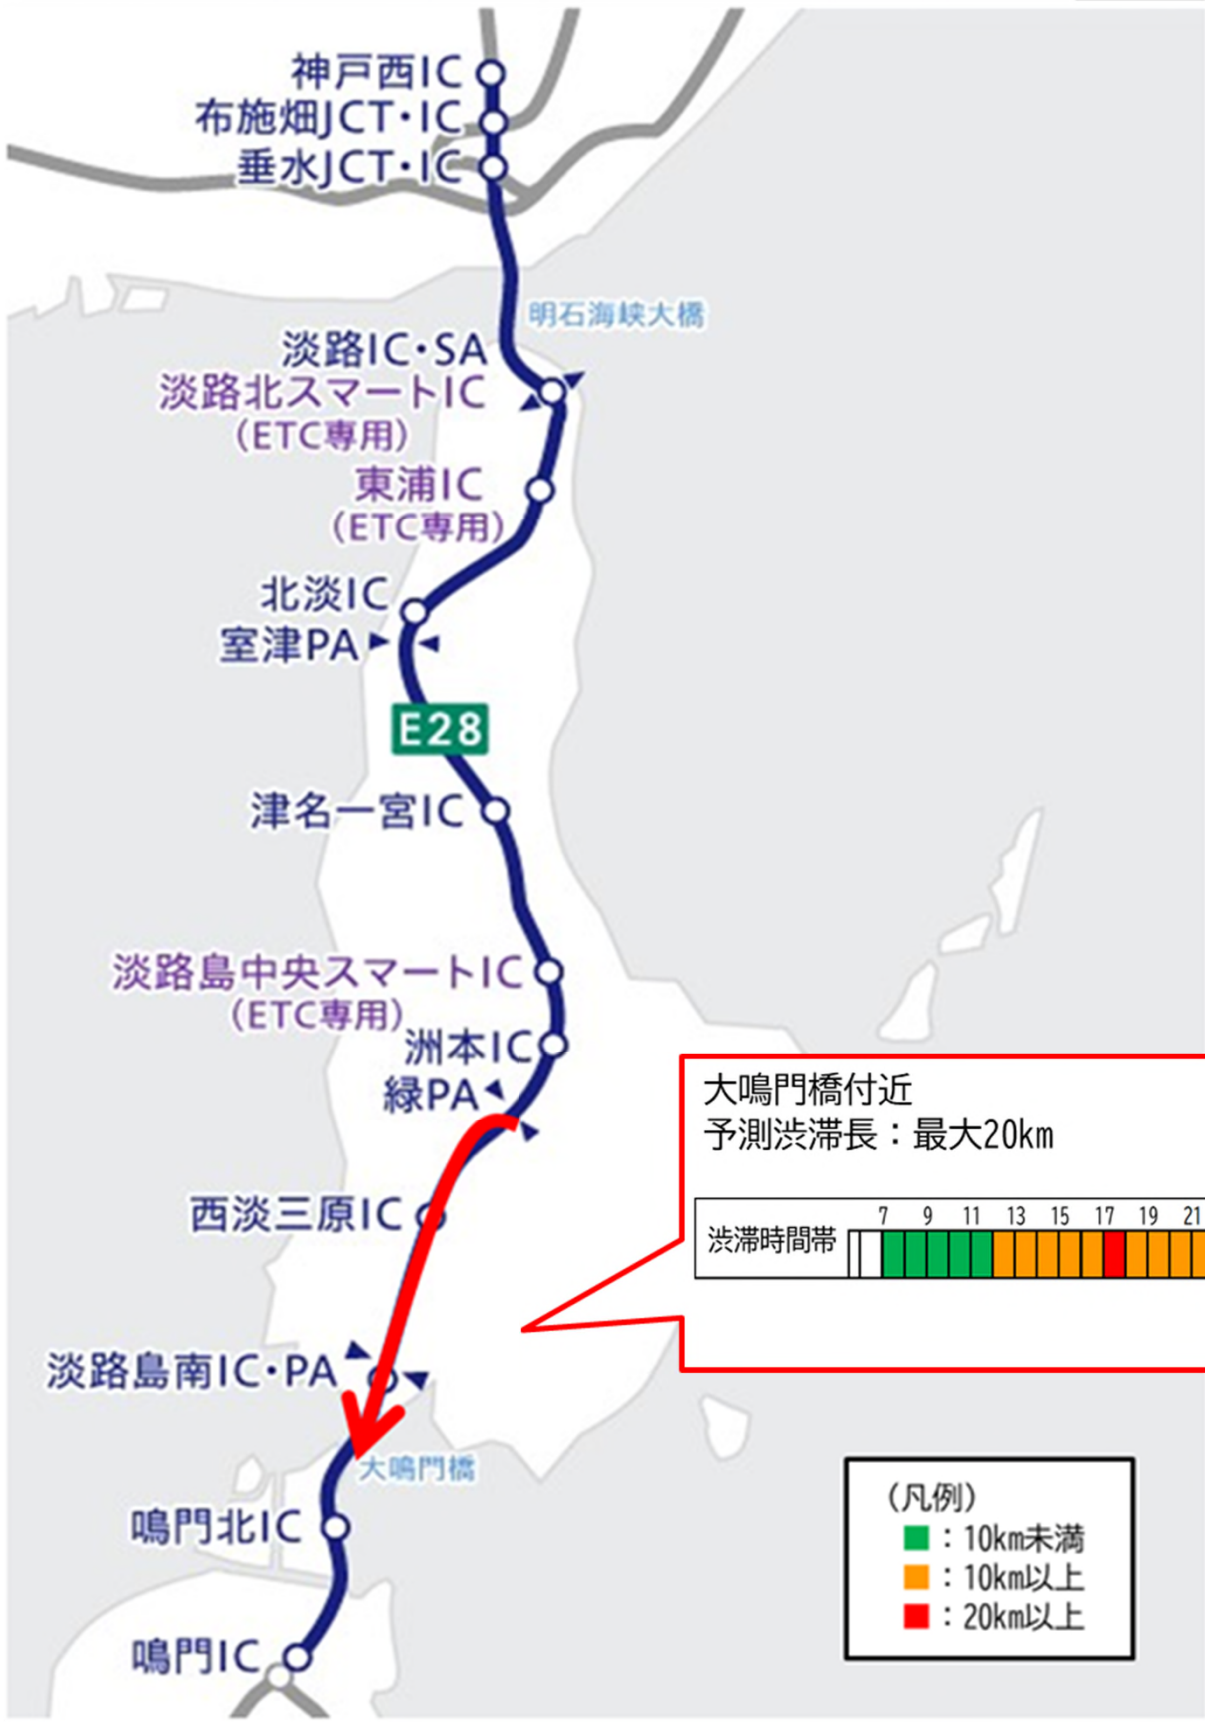 神戸西IC
布施畑JCT・IC
垂水JCT・IC
明石海峡大橋
淡路IC・SA
淡路北スマートIC
（ETC専用）
東浦IC
（ETC専用）
北淡IC
室津PA
E28
津名一宮IC
淡路島中央スマートIC
（ETC専用）
洲本IC
緑PA
大鳴門橋付近
予測渋滞長：最大20km
7 9 11 13 15 17 19 21
渋滞時間帯
西淡三原IC
淡路島南IC・PA
大鳴門橋
鳴門北IC
鳴門IC
（凡例）
：10km未満
：10km以上
：20km以上